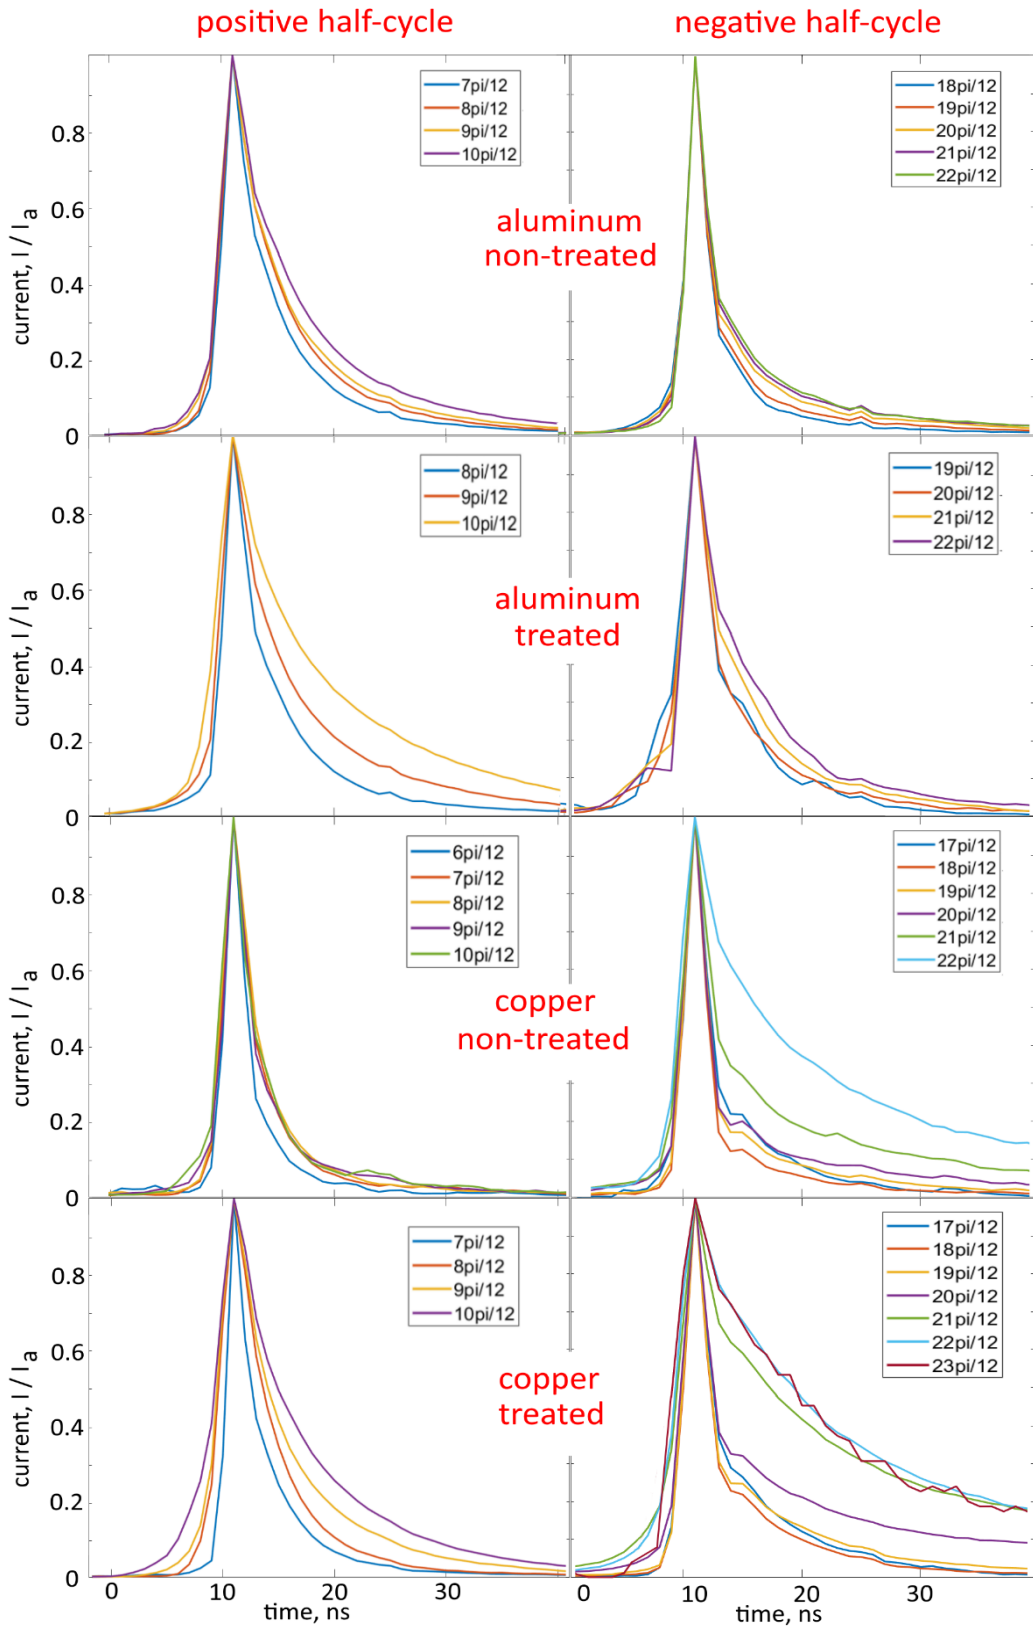 positive half-cycle
negative half-cycle
current, I / I a
0.8
0.6
0.4
0.2
0
7pi/12
8pi/12
9pi/12
10pi/12
18pi/12
19pi/12
20pi/12
21pi/12
22pi/12
aluminum
non-treated
current, I / I a
0.8
0.6
0.4
0.2
0
8pi/12
9pi/12
10pi/12
19pi/12
20pi/12
21pi/12
22pi/12
aluminum
treated
current, I / I a
0.8
0.6
0.4
0.2
0
6pi/12
7pi/12
8pi/12
9pi/12
10pi/12
17pi/12
18pi/12
19pi/12
20pi/12
21pi/12
22pi/12
copper
non-treated
current, I / I a
0.8
0.6
0.4
0.2
0
7pi/12
8pi/12
9pi/12
10pi/12
17pi/12
18pi/12
19pi/12
20pi/12
21pi/12
22pi/12
23pi/12
copper
treated
0 10 20 30
0 10 20 30
time, ns
time, ns